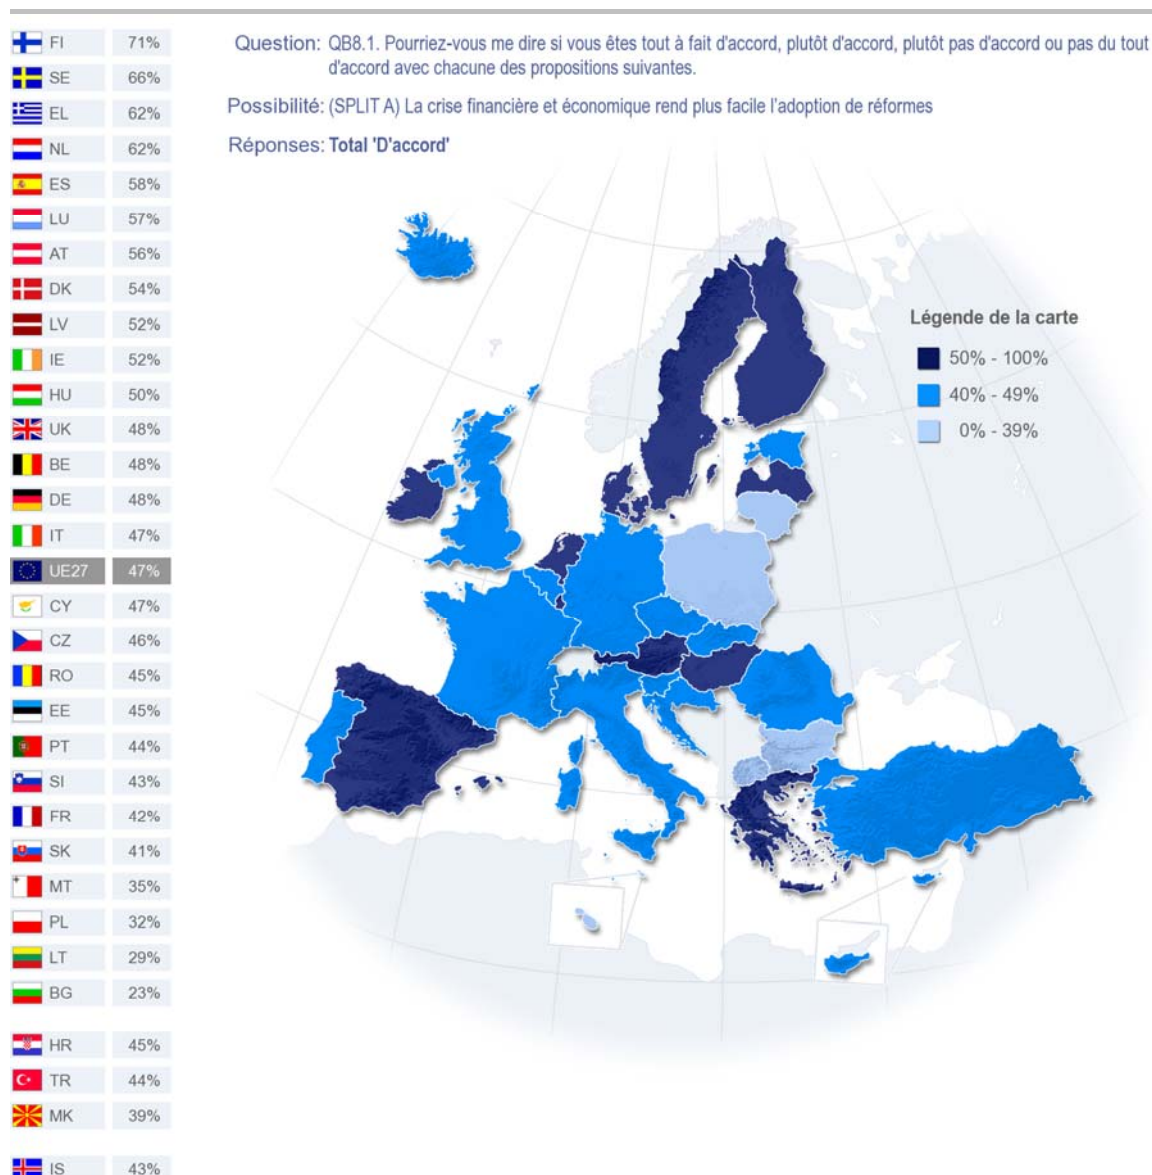 Question: QB8.1. Pourriez-vous me dire si vous êtes tout à fait d'accord, plutôt d'accord, plutôt pas d'accord ou pas du tout
d'accord avec chacune des propositions suivantes.
Possibilité: (SPLIT A) La crise financière et économique rend plus facile l'adoption de réformes
Réponses: Total 'D'accord'
FI 71%
SE 66%
EL 62%
NL 62%
ES 58%
LU 57%
AT 56%
DK 54%
LV 52%
IE 52%
HU 50%
UK 48%
BE 48%
DE 48%
IT 47%
UE27 47%
CY 47%
CZ 46%
RO 45%
EE 45%
PT 44%
SI 43%
FR 42%
SK 41%
MT 35%
PL 32%
LT 29%
BG 23%
HR 45%
TR 44%
MK 39%
IS 43%
Légende de la carte
50% - 100%
40% - 49%
0% - 39%